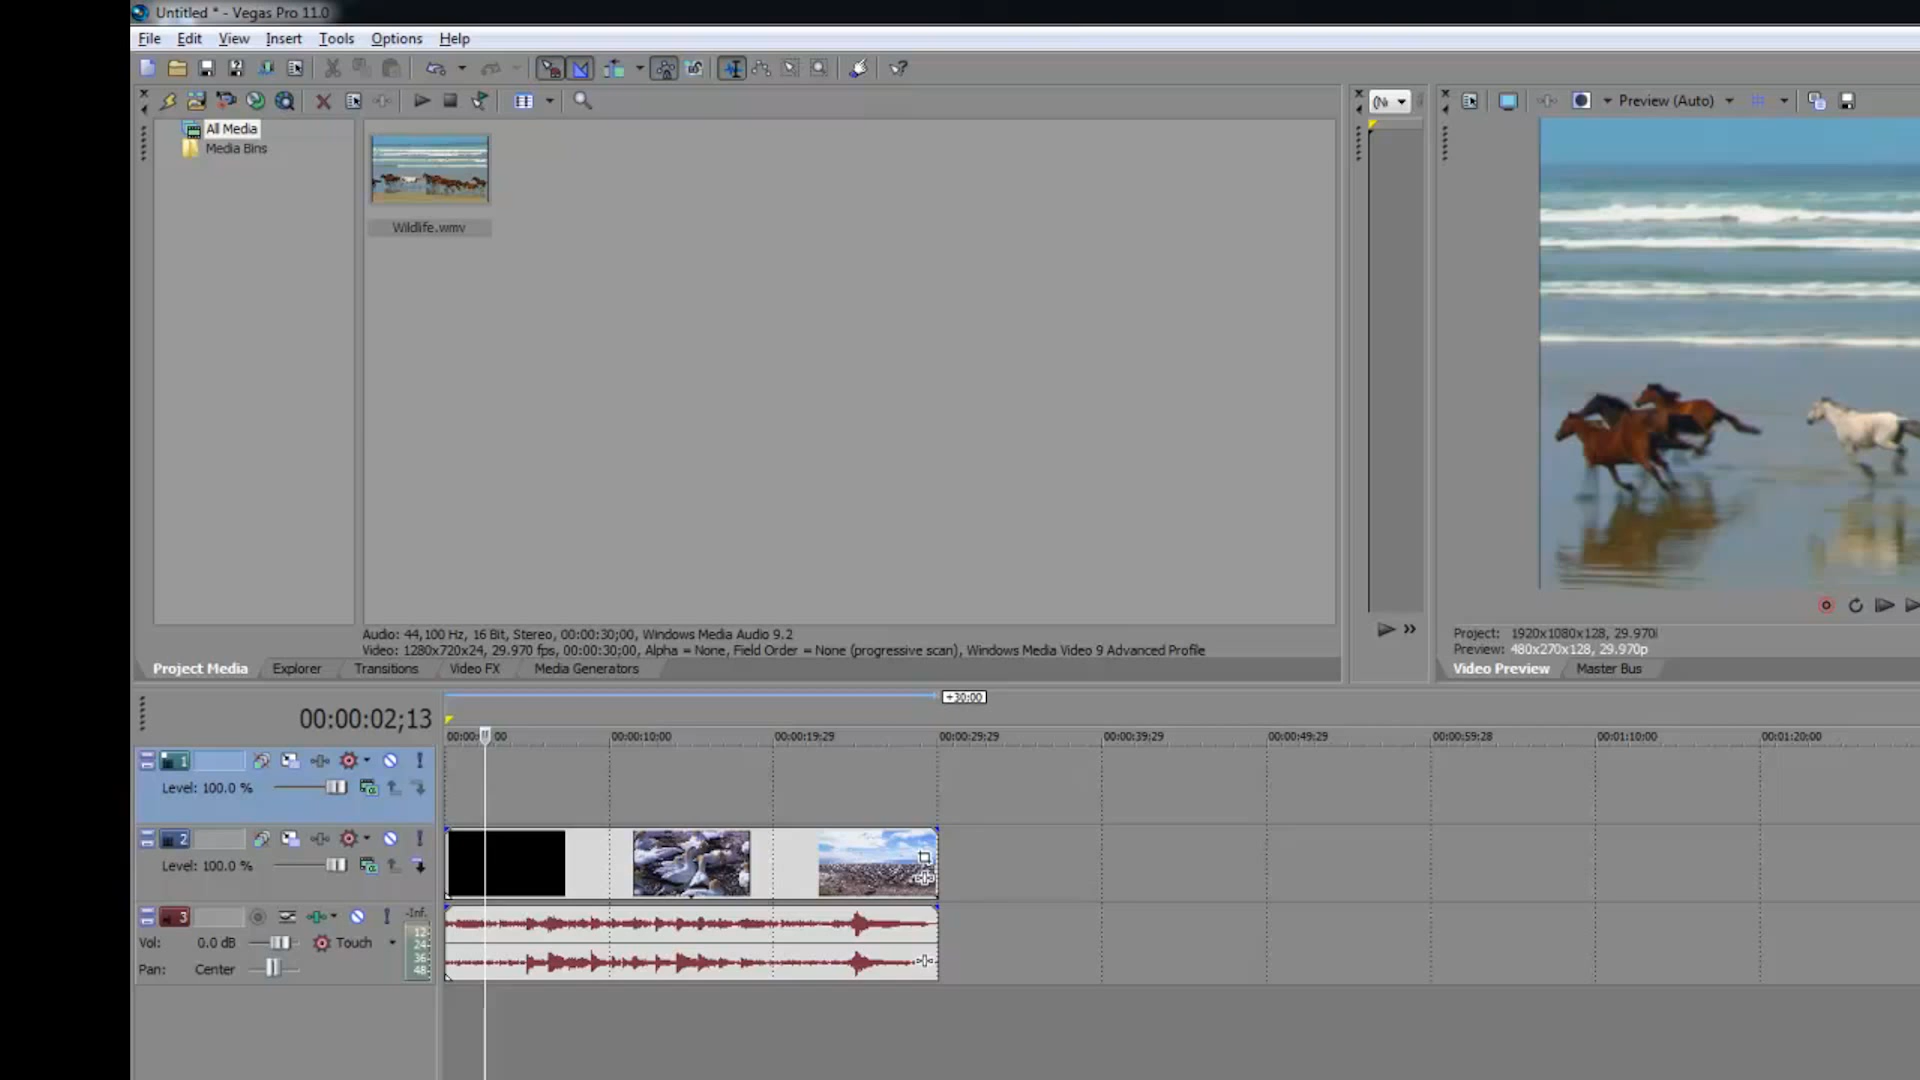 Untitled * - Vegas Pro 11.0
File Edit View Insert Tools Options Help
Preview (Auto)
All Media
Media Bins
Wildlife.wmv
Audio: 44,100 Hz, 16 Bit, Stereo, 00:00:30;00, Windows Media Audio 9.2
Video: 1280x720x24, 29.970 fps, 00:00:30;00, Alpha = None, Field Order = None (progressive scan), Windows Media Video 9 Advanced Profile
Project: 1920x1080x128, 29.970i
Preview: 480x270x128, 29.970p
Project Media Explorer Transitions Video FX Media Generators
Video Preview Master Bus
+30:00
00:00:02;13
00:00:10;00 00:00:19;29 00:00:29;29 00:00:39;29 00:00:49;29 00:00:59;28 00:01:10;00 00:01:20;00
1
Level: 100.0 %
2
Level: 100.0 %
3
-Inf.
Vol: 0.0 dB Touch
Pan: Center
12
24
36
48